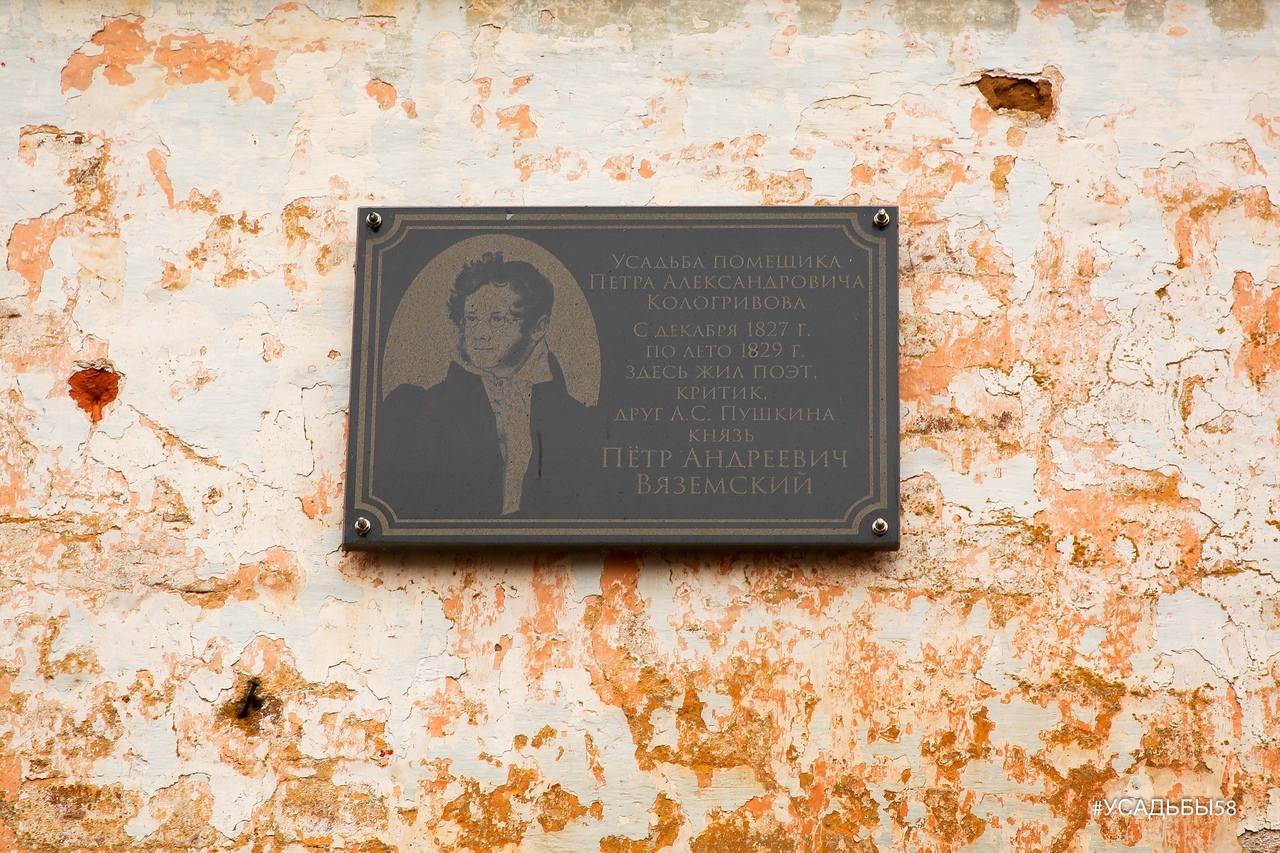 Усадьба помещика
Петра Александровича
Кологривова
С декабря 1827 г.
по лето 1829 г.
здесь жил поэт,
критик,
друг А.С. Пушкина
князь
Пётр Андреевич
Вяземский
#УСАДЬБЫ58